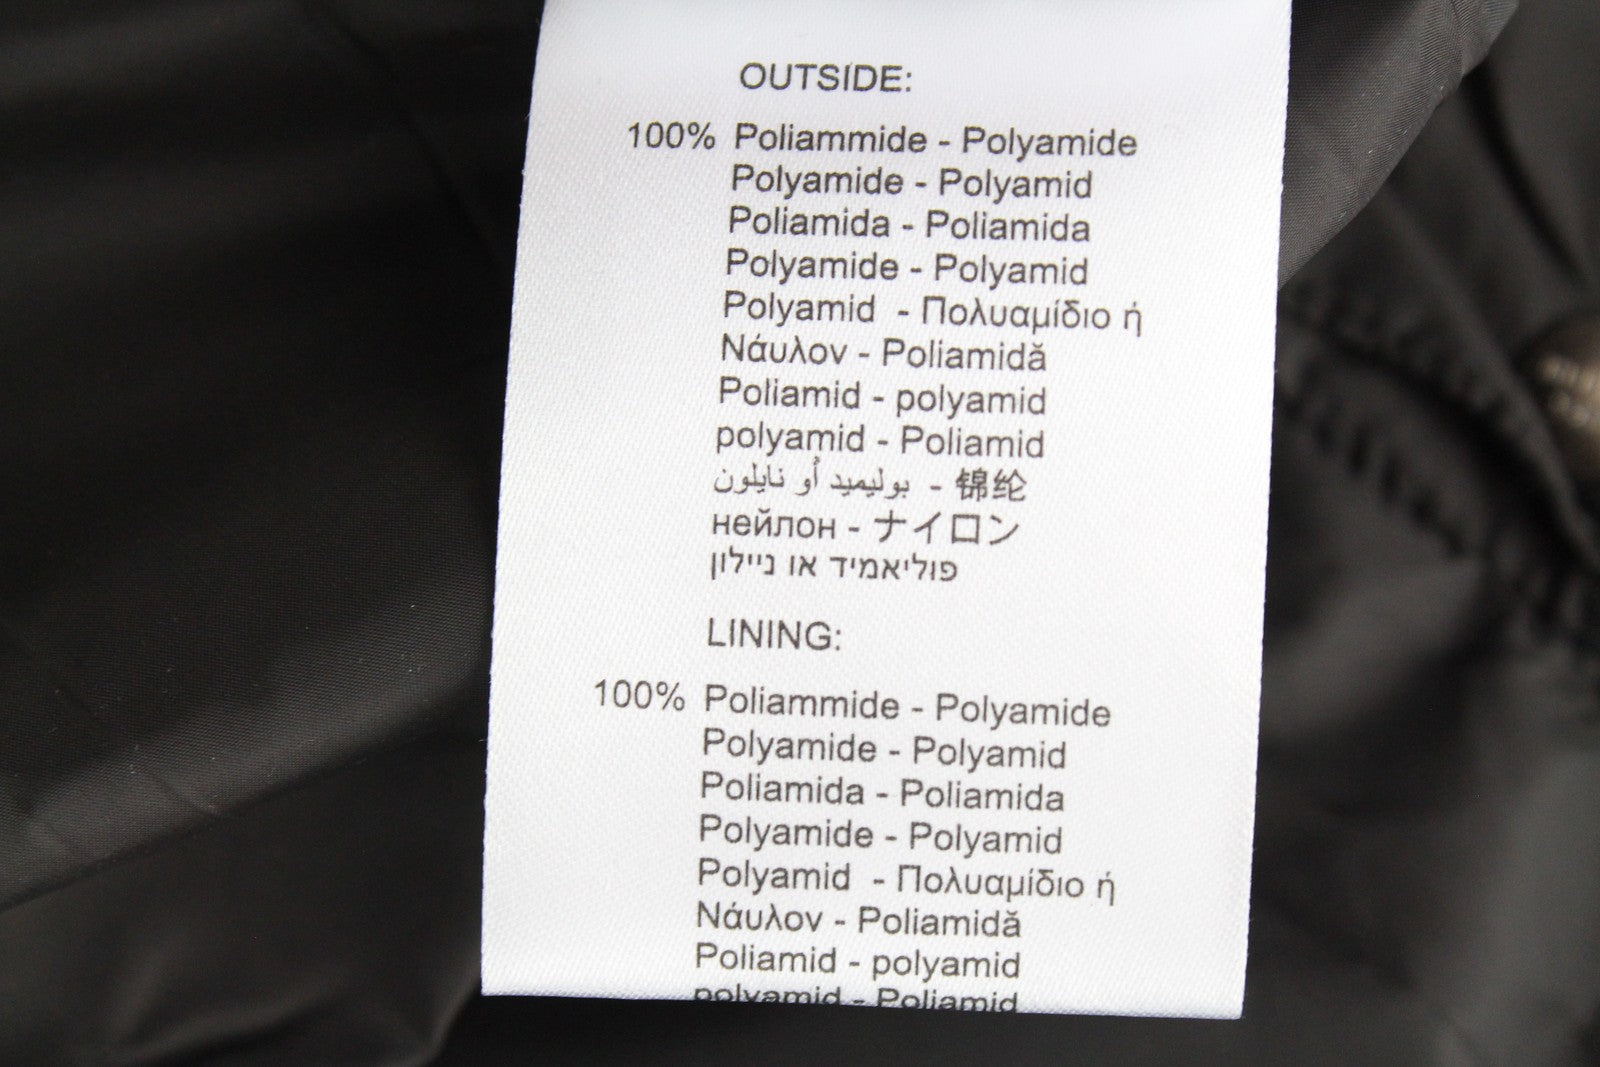 OUTSIDE:
100% Poliammide - Polyamide
Polyamide - Polyamid
Poliamida - Poliamida
Polyamide - Polyamid
Polyamid - Πολυαμίδιο ή
Νάυλον - Poliamidă
Poliamid - polyamid
polyamid - Poliamid
بوليميد أو نايلون - 锦纶
нейлон - ナイロン
פוליאמיד או ניילון
LINING:
100% Poliammide - Polyamide
Polyamide - Polyamid
Poliamida - Poliamida
Polyamide - Polyamid
Polyamid - Πολυαμίδιο ή
Νάυλον - Poliamidă
Poliamid - polyamid
polyamid - Poliamid